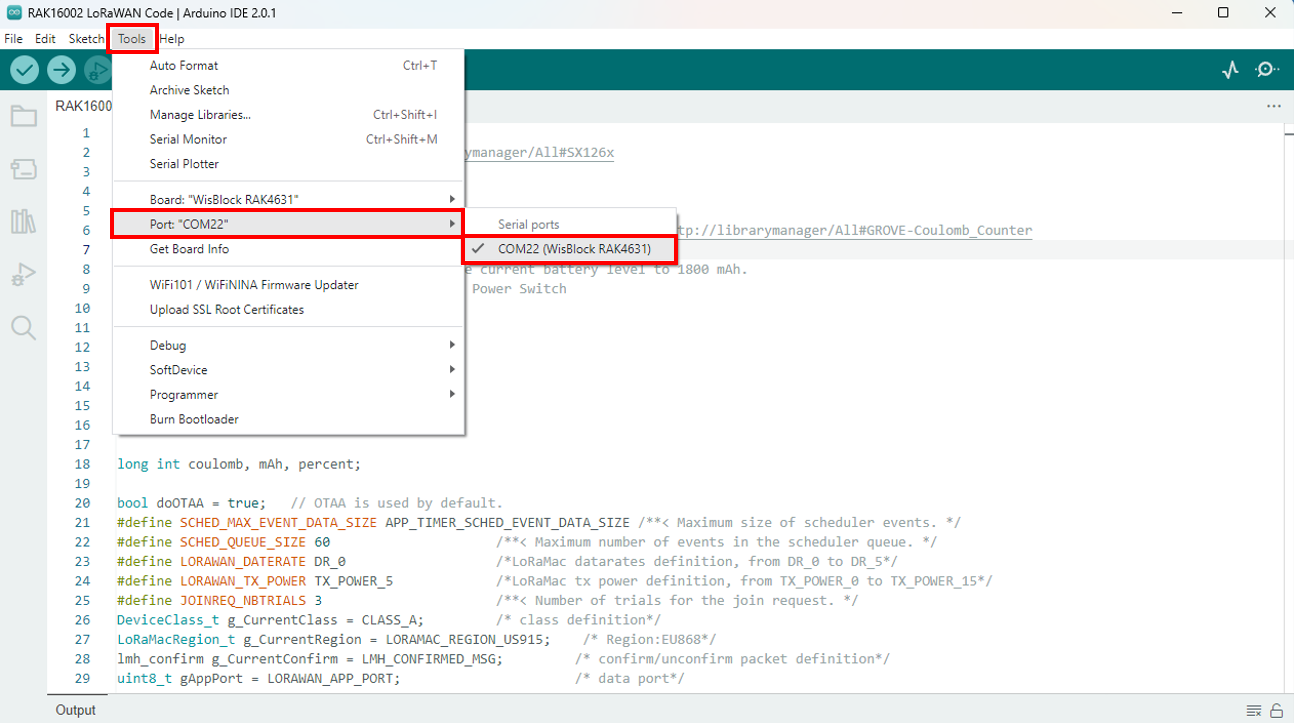 RAK16002 LoRaWAN Code | Arduino IDE 2.0.1
File Edit Sketch Tools Help
RAK1600
Auto Format Ctrl+T
Archive Sketch
Manage Libraries... Ctrl+Shift+I
Serial Monitor Ctrl+Shift+M
Serial Plotter
Board: "WisBlock RAK4631"
Port: "COM22"
Get Board Info
WiFi101 / WiFiNINA Firmware Updater
Upload SSL Root Certificates
Debug
SoftDevice
Programmer
Burn Bootloader
Serial ports
COM22 (WisBlock RAK4631)
1
2 ymanager/All#SX126x
3
4
5
6 tp://librarymanager/All#GROVE-Coulomb_Counter
7
8 e current battery level to 1800 mAh.
9 Power Switch
10
11
12
13
14
15
16
17
18 long int coulomb, mAh, percent;
19
20 bool doOTAA = true; // OTAA is used by default.
21 #define SCHED_MAX_EVENT_DATA_SIZE APP_TIMER_SCHED_EVENT_DATA_SIZE /**< Maximum size of scheduler events. */
22 #define SCHED_QUEUE_SIZE 60 /**< Maximum number of events in the scheduler queue. */
23 #define LORAWAN_DATERATE DR_0 /*LoRaMac datarates definition, from DR_0 to DR_5*/
24 #define LORAWAN_TX_POWER TX_POWER_5 /*LoRaMac tx power definition, from TX_POWER_0 to TX_POWER_15*/
25 #define JOINREQ_NBTRIALS 3 /**< Number of trials for the join request. */
26 DeviceClass_t g_CurrentClass = CLASS_A; /* class definition*/
27 LoRaMacRegion_t g_CurrentRegion = LORAMAC_REGION_US915; /* Region:EU868*/
28 lmh_confirm g_CurrentConfirm = LMH_CONFIRMED_MSG; /* confirm/unconfirm packet definition*/
29 uint8_t gAppPort = LORAWAN_APP_PORT; /* data port*/
Output